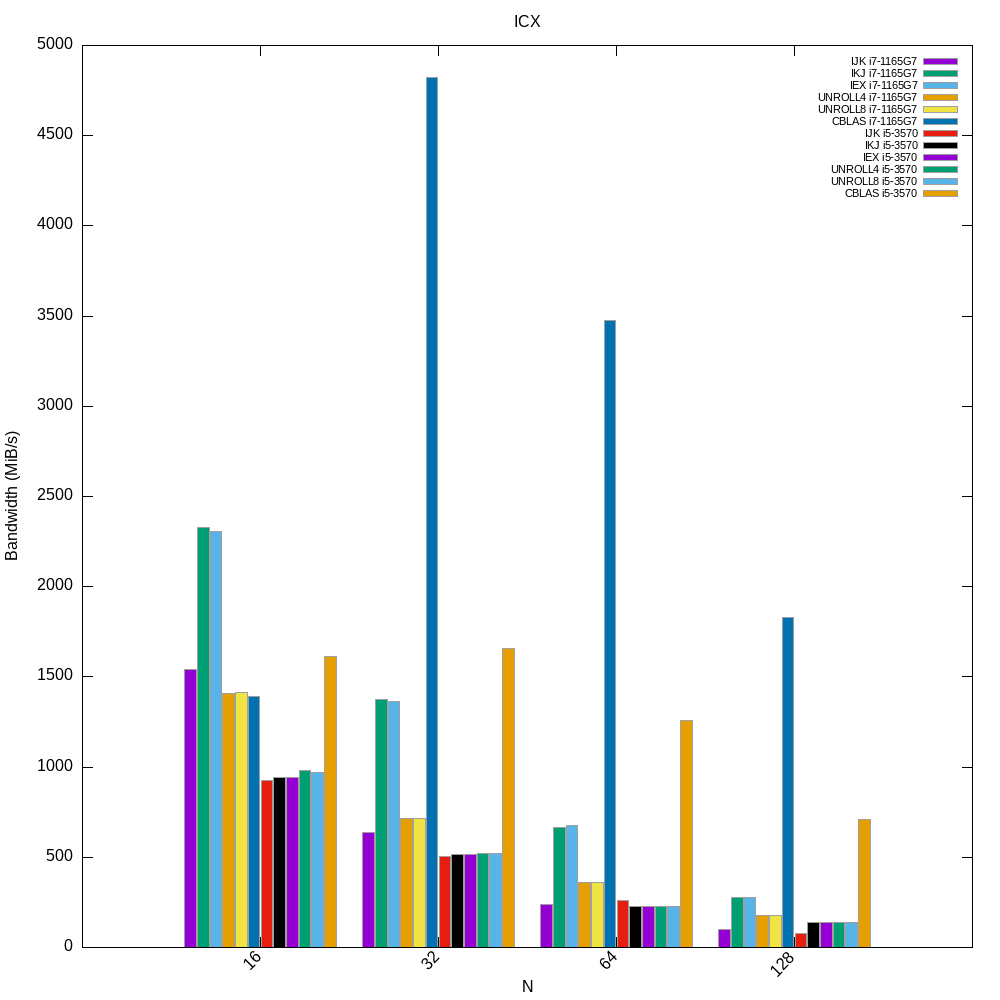 ICX
5000
4500
4000
3500
3000
2500
2000
1500
1000
500
0
Bandwidth (MiB/s)
IJK i7-1165G7
IKJ i7-1165G7
IEX i7-1165G7
UNROLL4 i7-1165G7
UNROLL8 i7-1165G7
CBLAS i7-1165G7
IJK i5-3570
IKJ i5-3570
IEX i5-3570
UNROLL4 i5-3570
UNROLL8 i5-3570
CBLAS i5-3570
16
32
64
128
N